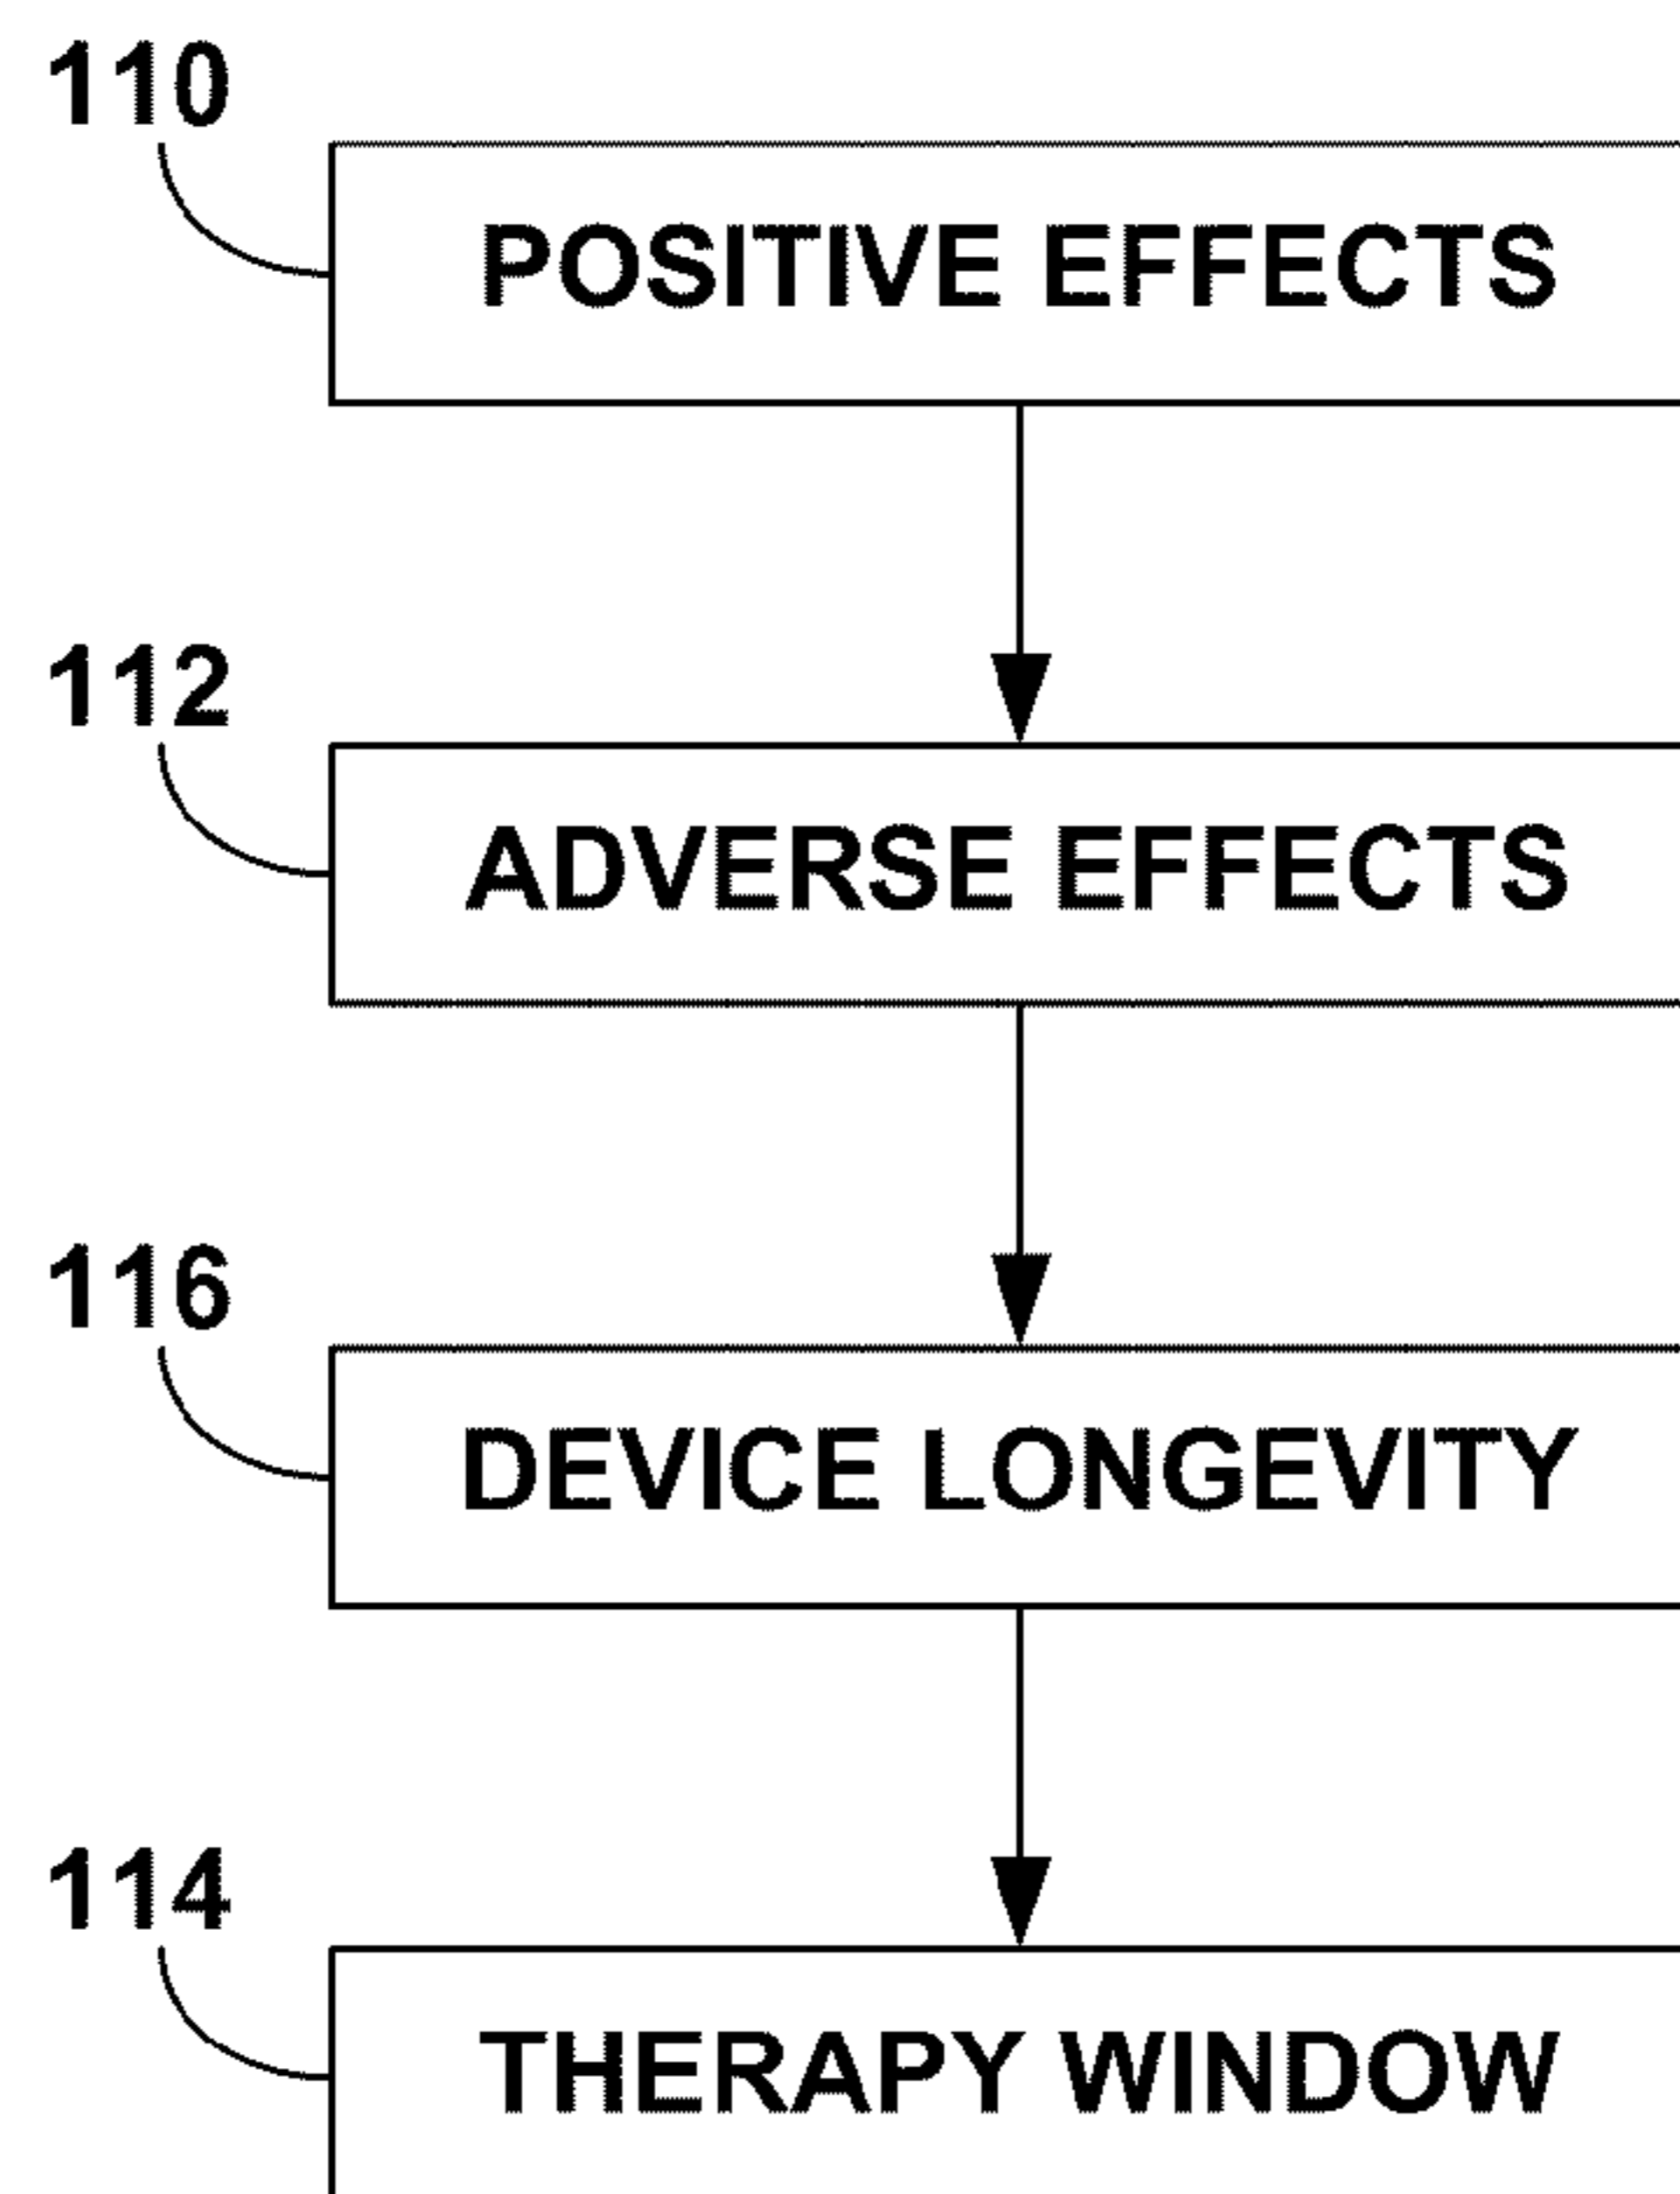 110
POSITIVE EFFECTS
112
ADVERSE EFFECTS
116
DEVICE LONGEVITY
114
THERAPY WINDOW